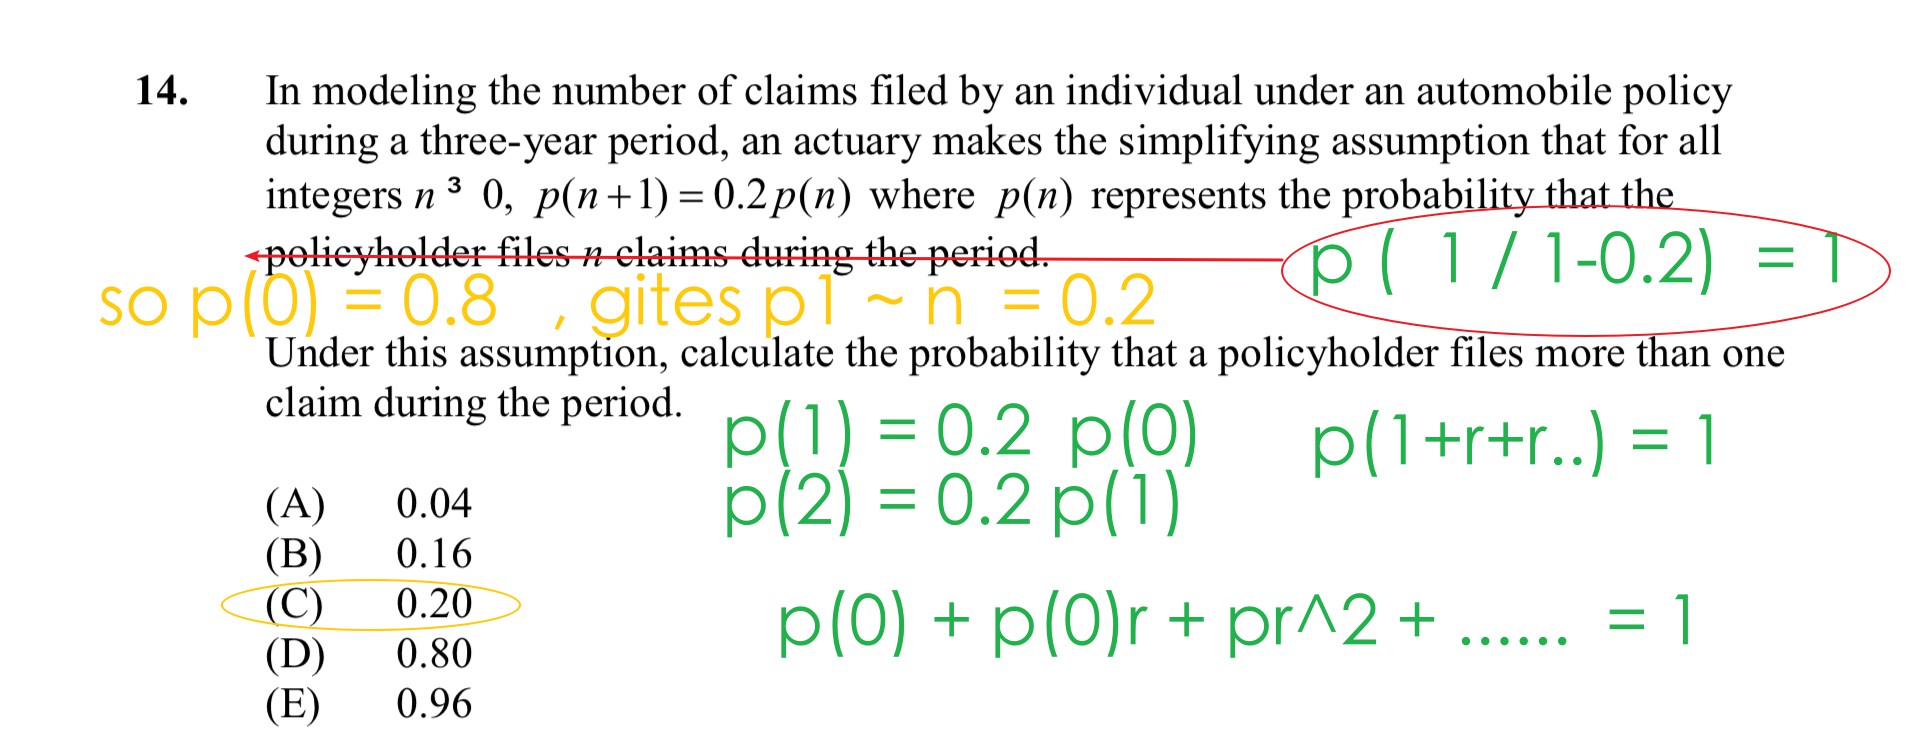 14. In modeling the number of claims filed by an individual under an automobile policy
during a three-year period, an actuary makes the simplifying assumption that for all
integers n ³ 0, p(n+1) = 0.2p(n) where p(n) represents the probability that the
policyholder files n claims during the period.
p ( 1 / 1-0.2) = 1
so p(0) = 0.8 , gites p1 ~ n = 0.2
Under this assumption, calculate the probability that a policyholder files more than one
claim during the period.
p(1) = 0.2 p(0) p(1+r+r..) = 1
p(2) = 0.2 p(1)
(A) 0.04
(B) 0.16
(C) 0.20
p(0) + p(0)r + pr^2 + ...... = 1
(D) 0.80
(E) 0.96